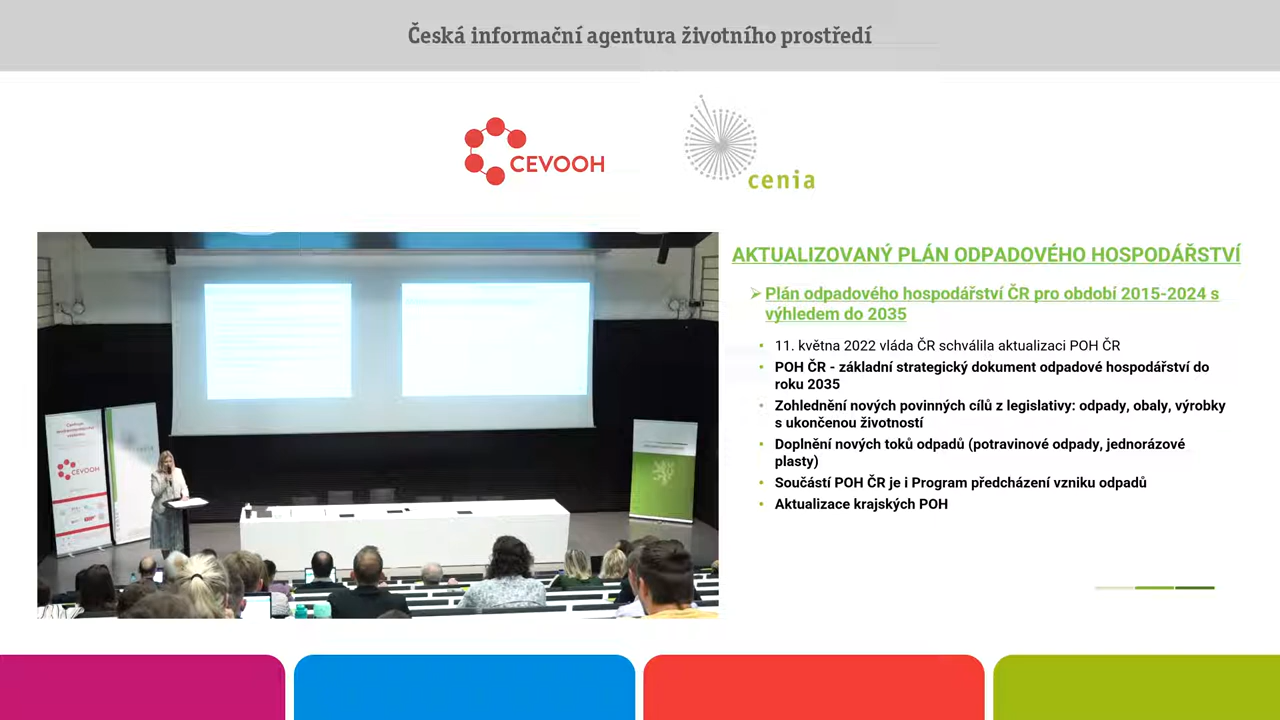 Česká informační agentura životního prostředí
CEVOOH
cenia
AKTUALIZOVANÝ PLÁN ODPADOVÉHO HOSPODÁŘSTVÍ
Plán odpadového hospodářství ČR pro období 2015-2024 s
výhledem do 2035
11. května 2022 vláda ČR schválila aktualizaci POH ČR
POH ČR - základní strategický dokument odpadové hospodářství do
roku 2035
Zohlednění nových povinných cílů z legislativy: odpady, obaly, výrobky
s ukončenou životností
Doplnění nových toků odpadů (potravinové odpady, jednorázové
plasty)
Součástí POH ČR je i Program předcházení vzniku odpadů
Aktualizace krajských POH
CEVOOH